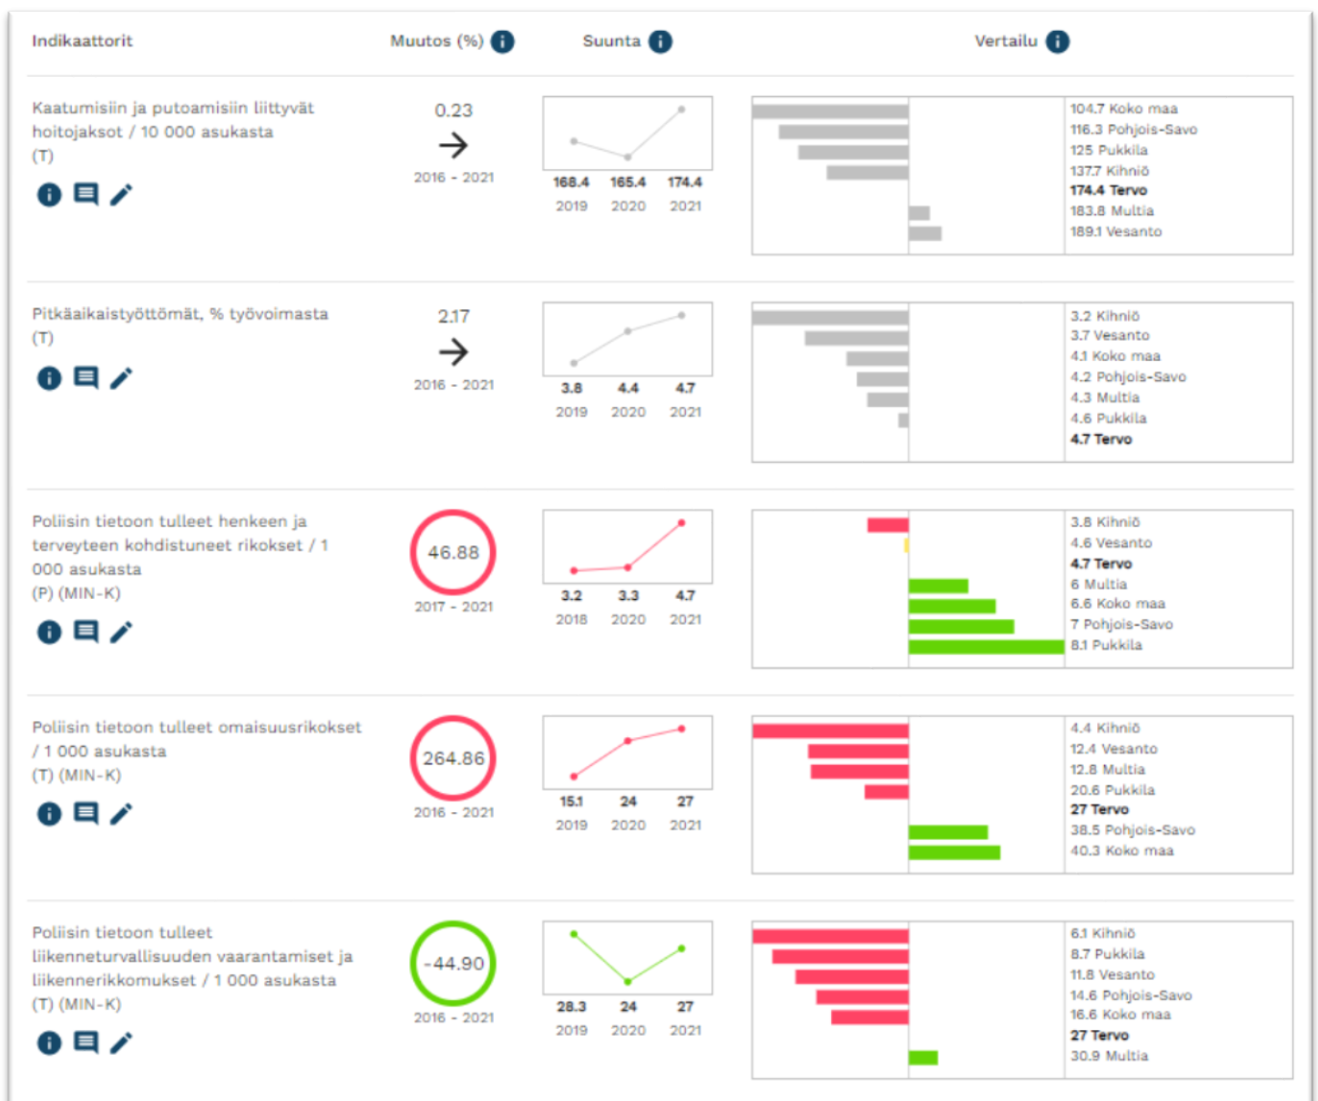 Indikaattorit
Muutos (%)
Suunta
Vertailu
Kaatumisiin ja putoamisiin liittyvät
hoitojaksot / 10 000 asukasta
(T)
0.23
2016 - 2021
168.4 165.4 174.4
2019 2020 2021
104.7 Koko maa
116.3 Pohjois-Savo
125 Pukkila
137.7 Kihniö
174.4 Tervo
183.8 Multia
189.1 Vesanto
Pitkäaikaistyöttömät, % työvoimasta
(T)
2.17
2016 - 2021
3.8 4.4 4.7
2019 2020 2021
3.2 Kihniö
3.7 Vesanto
4.1 Koko maa
4.2 Pohjois-Savo
4.3 Multia
4.6 Pukkila
4.7 Tervo
Poliisin tietoon tulleet henkeen ja
terveyteen kohdistuneet rikokset / 1
000 asukasta
(P) (MIN-K)
46.88
2017 - 2021
3.2 3.3 4.7
2018 2020 2021
3.8 Kihniö
4.6 Vesanto
4.7 Tervo
6 Multia
6.6 Koko maa
7 Pohjois-Savo
8.1 Pukkila
Poliisin tietoon tulleet omaisuusrikokset
/ 1 000 asukasta
(T) (MIN-K)
264.86
2016 - 2021
15.1 24 27
2019 2020 2021
4.4 Kihniö
12.4 Vesanto
12.8 Multia
20.6 Pukkila
27 Tervo
38.5 Pohjois-Savo
40.3 Koko maa
Poliisin tietoon tulleet
liikenneturvallisuuden vaarantamiset ja
liikennerikkomukset / 1 000 asukasta
(T) (MIN-K)
-44.90
2016 - 2021
28.3 24 27
2019 2020 2021
6.1 Kihniö
8.7 Pukkila
11.8 Vesanto
14.6 Pohjois-Savo
16.6 Koko maa
27 Tervo
30.9 Multia